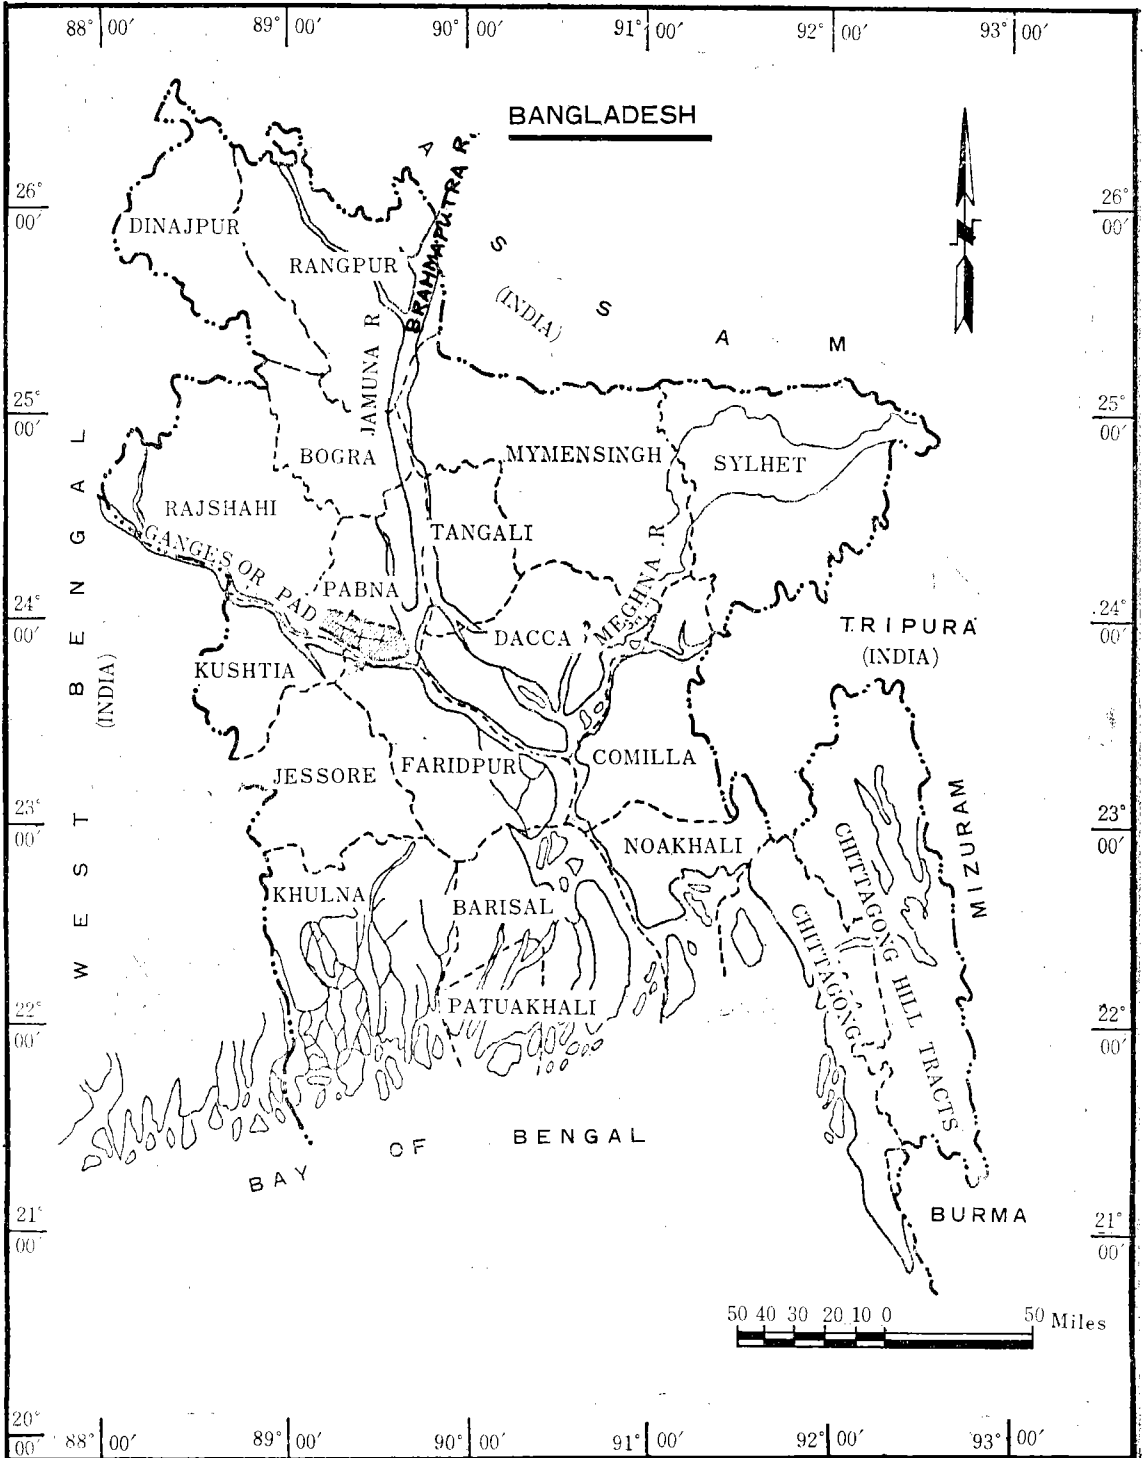 88° 00′ 89° 00′ 90° 00′ 91° 00′ 92° 00′ 93° 00′
BANGLADESH
ASSAM
(INDIA)
BRAHMAPUTRA R.
26° 00′
26° 00′
DINAJPUR
RANGPUR
JAMUNA R
25° 00′
25° 00′
BOGRA
MYMENSINGH
SYLHET
RAJSHAHI
TANGALI
GANGES OR PAD
PABNA
MEGHNA R
DACCA
24° 00′
24° 00′
TRIPURA
(INDIA)
KUSHTIA
WEST BENGAL
(INDIA)
JESSORE
FARIDPUR
COMILLA
23° 00′
23° 00′
NOAKHALI
KHULNA
BARISAL
CHITTAGONG
CHITTAGONG HILL TRACTS
MIZURAM
PATUAKHALI
22° 00′
22° 00′
BAY OF BENGAL
BURMA
21° 00′
21° 00′
50 40 30 20 10 0 50 Miles
20° 00′
88° 00′ 89° 00′ 90° 00′ 91° 00′ 92° 00′ 93° 00′